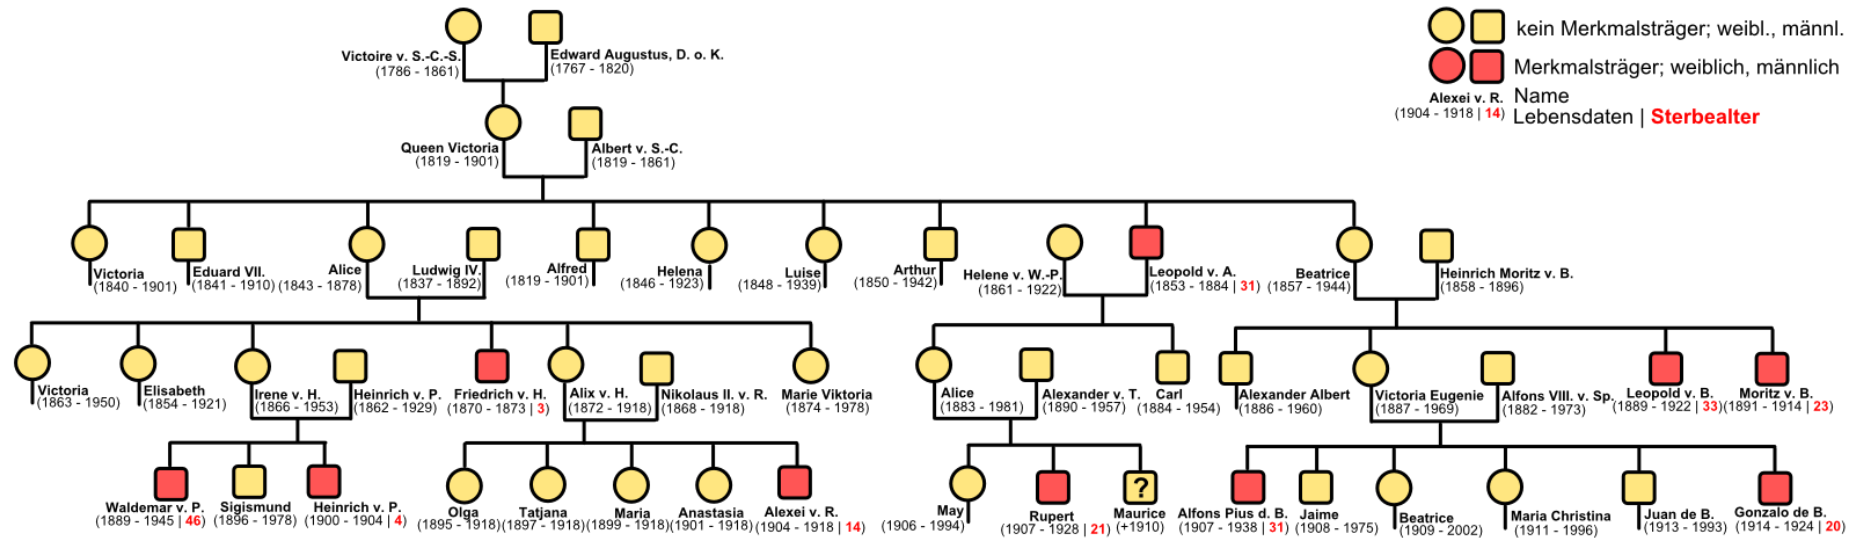 kein Merkmalsträger; weibl., männl.
Merkmalsträger; weiblich, männlich
Alexei v. R. Name
(1904 - 1918 | 14) Lebensdaten | Sterbealter
Victoire v. S.-C.-S.
(1786 - 1861)
Edward Augustus, D. o. K.
(1767 - 1820)
Queen Victoria
(1819 - 1901)
Albert v. S.-C.
(1819 - 1861)
Victoria
(1840 - 1901)
Eduard VII.
(1841 - 1910)
Alice
(1843 - 1878)
Ludwig IV.
(1837 - 1892)
Alfred
(1819 - 1901)
Helena
(1846 - 1923)
Luise
(1848 - 1939)
Arthur
(1850 - 1942)
Helene v. W.-P.
(1861 - 1922)
Leopold v. A.
(1853 - 1884 | 31)
Beatrice
(1857 - 1944)
Heinrich Moritz v. B.
(1858 - 1896)
Victoria
(1863 - 1950)
Elisabeth
(1854 - 1921)
Irene v. H.
(1866 - 1953)
Heinrich v. P.
(1862 - 1929)
Friedrich v. H.
(1870 - 1873 | 3)
Alix v. H.
(1872 - 1918)
Nikolaus II. v. R.
(1868 - 1918)
Marie Viktoria
(1874 - 1978)
Alice
(1883 - 1981)
Alexander v. T.
(1890 - 1957)
Carl
(1884 - 1954)
Alexander Albert
(1886 - 1960)
Victoria Eugenie
(1887 - 1969)
Alfons VIII. v. Sp.
(1882 - 1973)
Leopold v. B.
(1889 - 1922 | 33)
Moritz v. B.
(1891 - 1914 | 23)
Waldemar v. P.
(1889 - 1945 | 46)
Sigismund
(1896 - 1978)
Heinrich v. P.
(1900 - 1904 | 4)
Olga
(1895 - 1918)
Tatjana
(1897 - 1918)
Maria
(1899 - 1918)
Anastasia
(1901 - 1918)
Alexei v. R.
(1904 - 1918 | 14)
May
(1906 - 1994)
Rupert
(1907 - 1928 | 21)
?
Maurice
(+1910)
Alfons Pius d. B.
(1907 - 1938 | 31)
Jaime
(1908 - 1975)
Beatrice
(1909 - 2002)
Maria Christina
(1911 - 1996)
Juan de B.
(1913 - 1993)
Gonzalo de B.
(1914 - 1924 | 20)